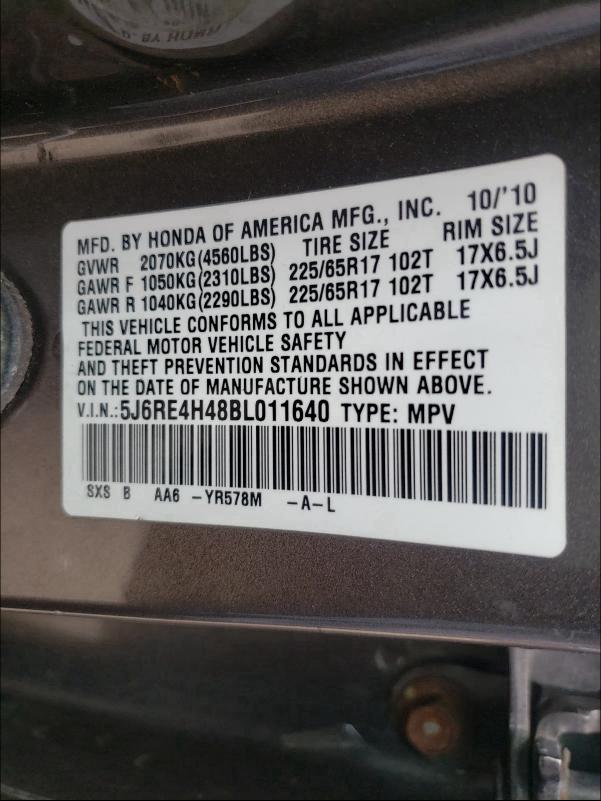 MFD. BY HONDA OF AMERICA MFG., INC. 10/'10
GVWR 2070KG(4560LBS) TIRE SIZE RIM SIZE
GAWR F 1050KG(2310LBS) 225/65R17 102T 17X6.5J
GAWR R 1040KG(2290LBS) 225/65R17 102T 17X6.5J
THIS VEHICLE CONFORMS TO ALL APPLICABLE
FEDERAL MOTOR VEHICLE SAFETY
AND THEFT PREVENTION STANDARDS IN EFFECT
ON THE DATE OF MANUFACTURE SHOWN ABOVE.
V.I.N.:5J6RE4H48BL011640 TYPE: MPV
SXS B AA6 -YR578M -A-L